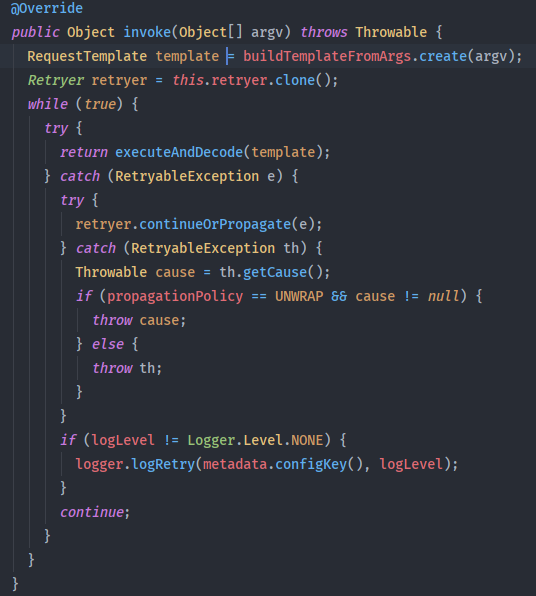 @Override
public Object invoke(Object[] argv) throws Throwable {
  RequestTemplate template = buildTemplateFromArgs.create(argv);
  Retryer retryer = this.retryer.clone();
  while (true) {
    try {
      return executeAndDecode(template);
    } catch (RetryableException e) {
      try {
        retryer.continueOrPropagate(e);
      } catch (RetryableException th) {
        Throwable cause = th.getCause();
        if (propagationPolicy == UNWRAP && cause != null) {
          throw cause;
        } else {
          throw th;
        }
      }
      if (logLevel != Logger.Level.NONE) {
        logger.logRetry(metadata.configKey(), logLevel);
      }
      continue;
    }
  }
}